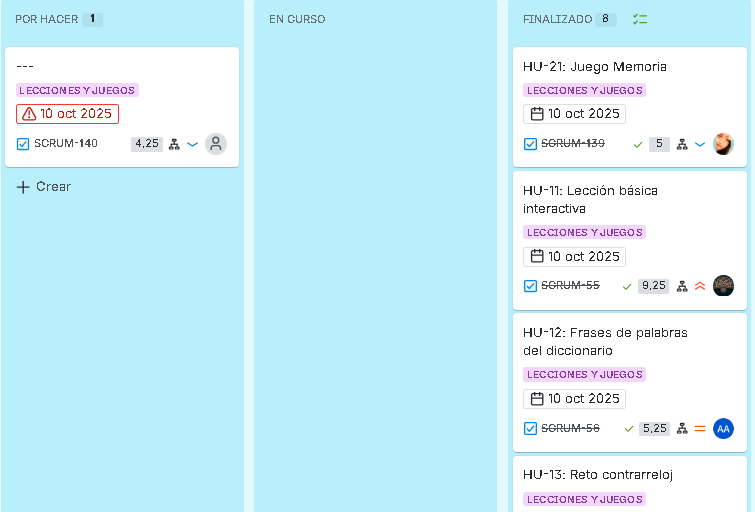 POR HACER 1
---
LECCIONES Y JUEGOS
10 oct 2025
SCRUM-140 4,25
Crear
EN CURSO
FINALIZADO 8
HU-21: Juego Memoria
LECCIONES Y JUEGOS
10 oct 2025
SCRUM-139 5
HU-11: Lección básica
interactiva
LECCIONES Y JUEGOS
10 oct 2025
SCRUM-55 9,25
HU-12: Frases de palabras
del diccionario
LECCIONES Y JUEGOS
10 oct 2025
SCRUM-56 5,25 AA
HU-13: Reto contrarreloj
LECCIONES Y JUEGOS